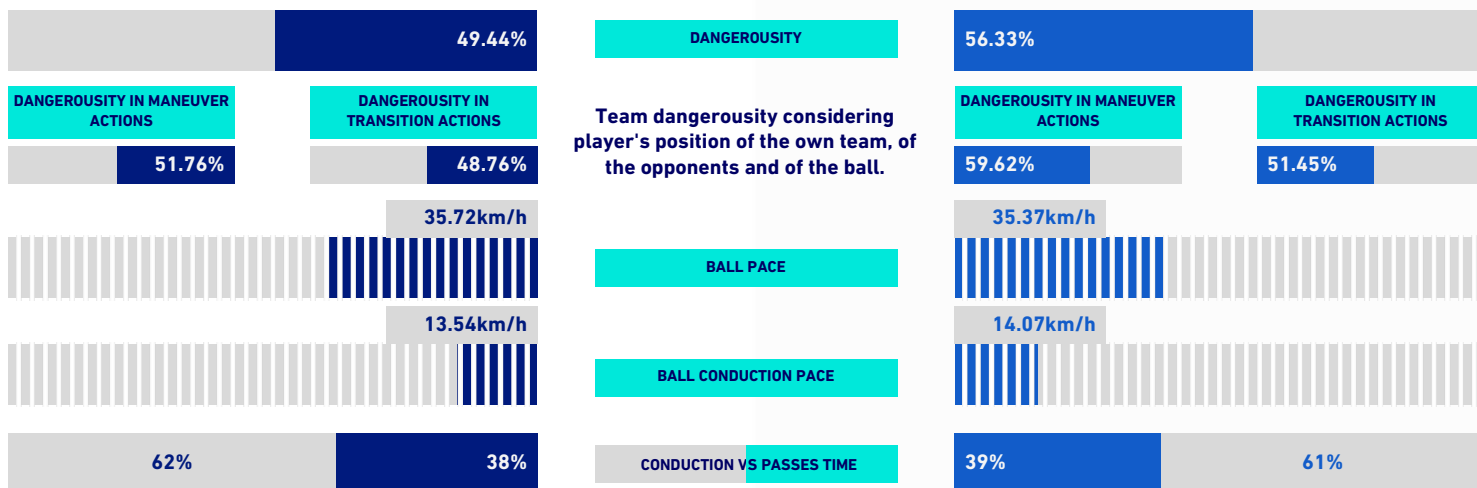 49.44%
DANGEROUSITY
56.33%
DANGEROUSITY IN MANEUVER
ACTIONS
DANGEROUSITY IN
TRANSITION ACTIONS
51.76%
48.76%
Team dangerousity considering
player's position of the own team, of
the opponents and of the ball.
DANGEROUSITY IN MANEUVER
ACTIONS
DANGEROUSITY IN
TRANSITION ACTIONS
59.62%
51.45%
35.72km/h
BALL PACE
35.37km/h
13.54km/h
BALL CONDUCTION PACE
14.07km/h
62%
38%
CONDUCTION VS PASSES TIME
39%
61%